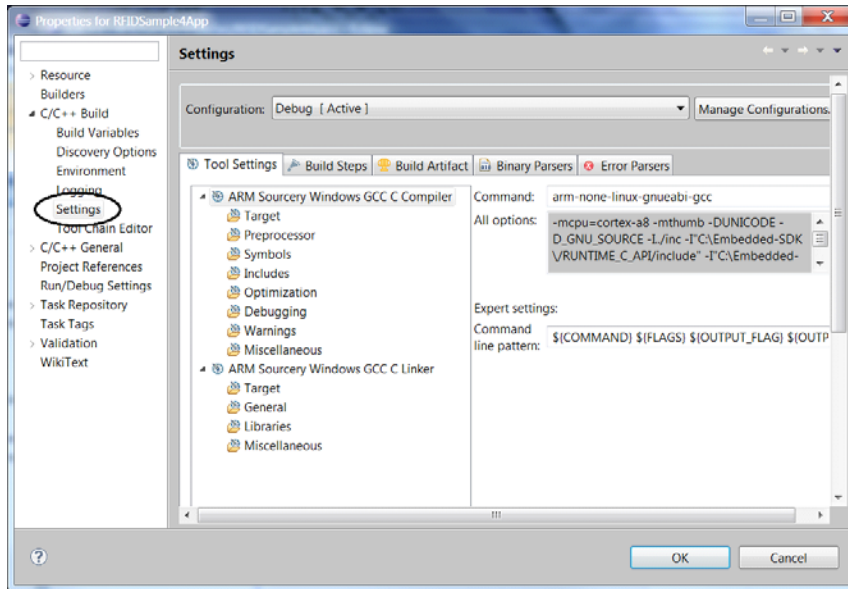 Properties for RFIDSample4App
Settings
Resource
Builders
C/C++ Build
Build Variables
Discovery Options
Environment
Logging
Settings
Tool Chain Editor
C/C++ General
Project References
Run/Debug Settings
Task Repository
Task Tags
Validation
WikiText
Configuration: Debug [ Active ] Manage Configurations.
Tool Settings Build Steps Build Artifact Binary Parsers Error Parsers
ARM Sourcery Windows GCC C Compiler
Target
Preprocessor
Symbols
Includes
Optimization
Debugging
Warnings
Miscellaneous
ARM Sourcery Windows GCC C Linker
Target
General
Libraries
Miscellaneous
Command: arm-none-linux-gnueabi-gcc
All options: -mcpu=cortex-a8 -mthumb -DUNICODE -
D_GNU_SOURCE -I./inc -I"C:\Embedded-SDK
\/RUNTIME_C_API/include" -I"C:\Embedded-
Expert settings:
Command
line pattern: ${COMMAND} ${FLAGS} ${OUTPUT_FLAG} ${OUTP
OK Cancel